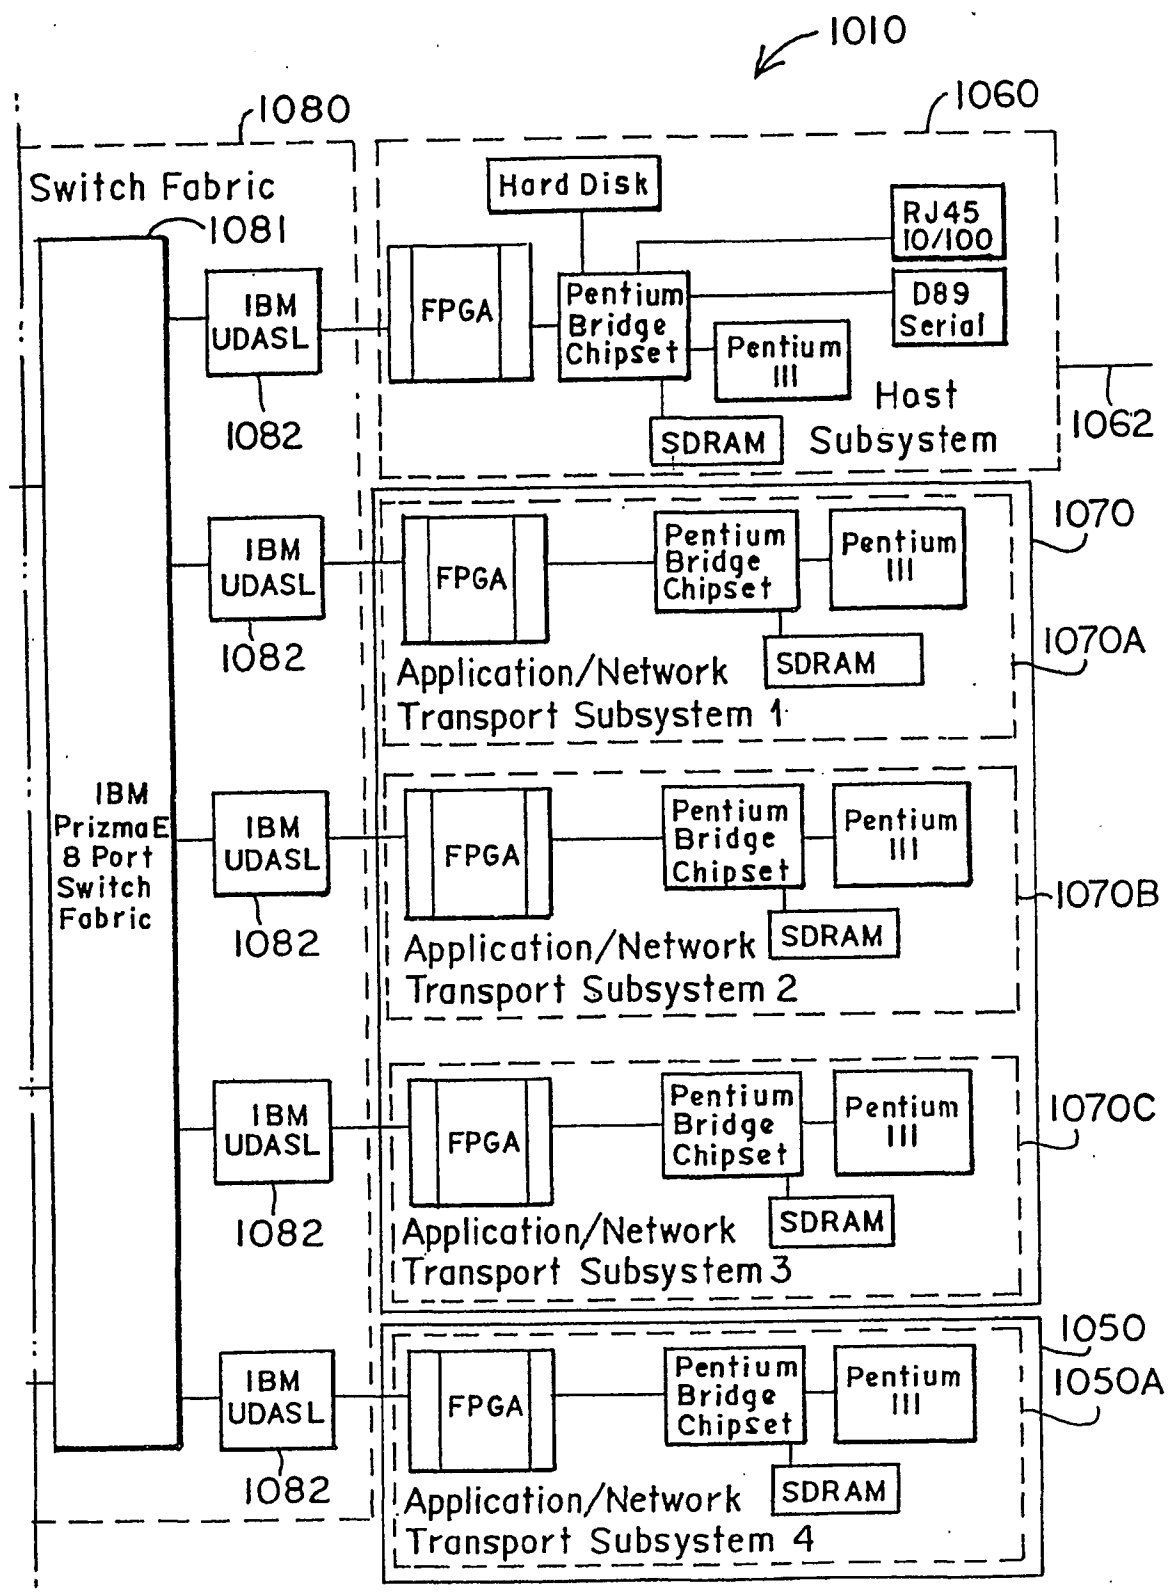 1010
1080
1060
Switch Fabric
1081
Hard Disk
RJ45
10/100
IBM
UDASL
FPGA
Pentium
Bridge
Chipset
D89
Serial
Pentium
III
1082
SDRAM
Host
Subsystem
1062
IBM
UDASL
FPGA
Pentium
Bridge
Chipset
Pentium
III
1070
1082
SDRAM
1070A
Application/Network
Transport Subsystem 1
IBM
PrizmaE
8 Port
Switch
Fabric
IBM
UDASL
FPGA
Pentium
Bridge
Chipset
Pentium
III
1070B
1082
SDRAM
Application/Network
Transport Subsystem 2
IBM
UDASL
FPGA
Pentium
Bridge
Chipset
Pentium
III
1070C
1082
SDRAM
Application/Network
Transport Subsystem 3
1050
IBM
UDASL
FPGA
Pentium
Bridge
Chipset
Pentium
III
1050A
1082
SDRAM
Application/Network
Transport Subsystem 4